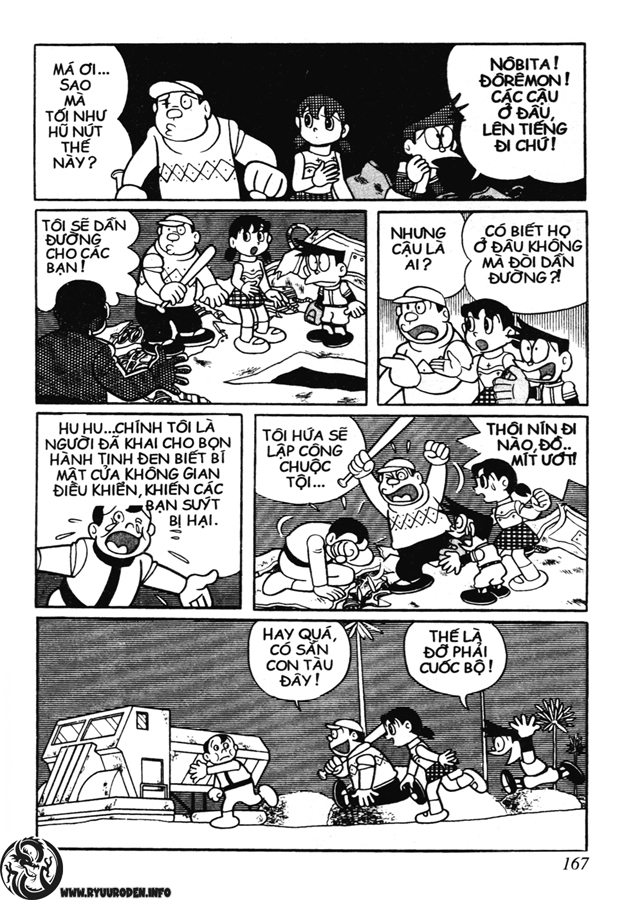 MÁ ƠI...
SAO
MÀ
TỐI NHƯ
HŨ NÚT
THẾ
NÀY?
NÔBITA!
ĐÔRÊMON!
CÁC CẬU
Ở ĐÂU,
LÊN TIẾNG
ĐI CHỨ!
TÔI SẼ DẪN
ĐƯỜNG
CHO CÁC
BẠN!
NHƯNG
CẬU LÀ
AI?
CÓ BIẾT HỌ
Ở ĐÂU KHÔNG
MÀ ĐÒI DẪN
ĐƯỜNG?!
HU HU...CHÍNH TÔI LÀ
NGƯỜI ĐÃ KHAI CHO BỌN
HÀNH TINH ĐEN BIẾT BÍ
MẬT CỬA KHÔNG GIAN
ĐIỀU KHIỂN, KHIẾN CÁC
BẠN SUÝT
BỊ HẠI.
TÔI HỨA SẼ
LẬP CÔNG
CHUỘC
TỘI...
THÔI NÍN ĐI
NÀO, ĐỒ..
MÍT ƯỚT!
HAY QUÁ,
CÓ SẴN
CON TÀU
ĐÂY!
THẾ LÀ
ĐỠ PHẢI
CUỐC BỘ!
167
WWW.RYUURODEN.INFO